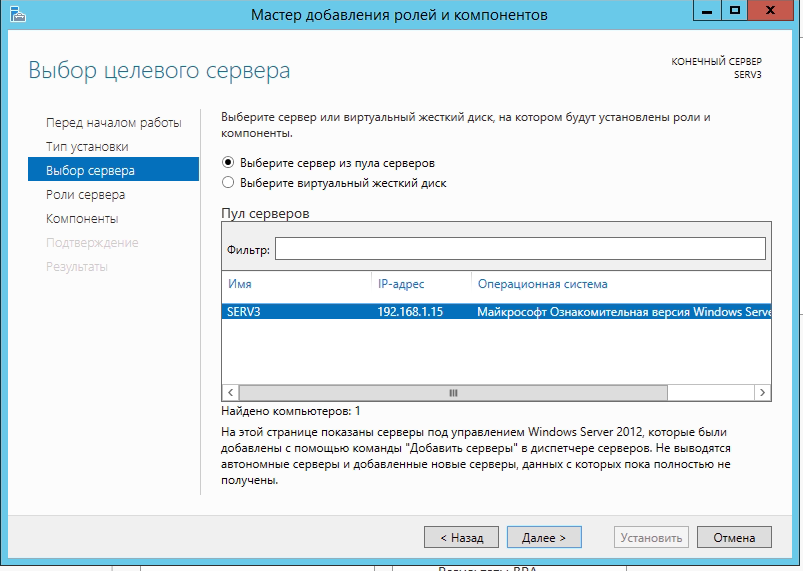 Мастер добавления ролей и компонентов
Выбор целевого сервера
КОНЕЧНЫЙ СЕРВЕР
SERV3
Перед началом работы
Тип установки
Выбор сервера
Роли сервера
Компоненты
Подтверждение
Результаты
Выберите сервер или виртуальный жесткий диск, на котором будут установлены роли и
компоненты.
Выберите сервер из пула серверов
Выберите виртуальный жесткий диск
Пул серверов
Фильтр:
Имя IP-адрес Операционная система
SERV3 192.168.1.15 Майкрософт Ознакомительная версия Windows Serve
Найдено компьютеров: 1
На этой странице показаны серверы под управлением Windows Server 2012, которые были
добавлены с помощью команды "Добавить серверы" в диспетчере серверов. Не выводятся
автономные серверы и добавленные новые серверы, данных с которых пока полностью не
получены.
< Назад Далее > Установить Отмена